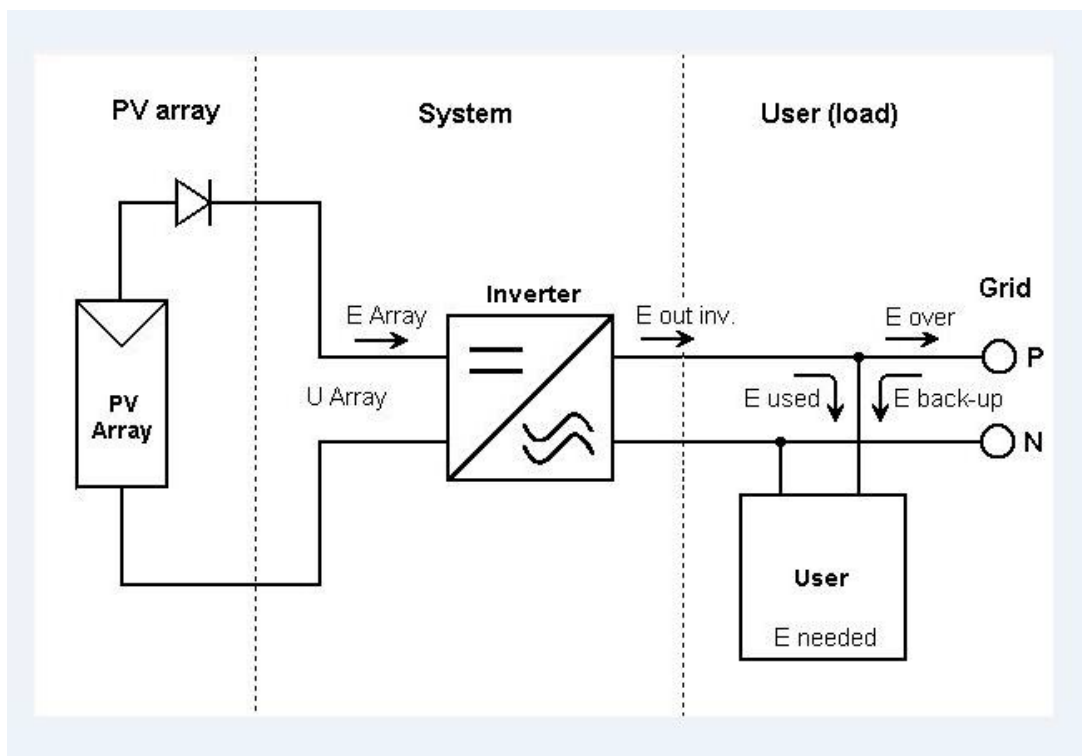 PV array
System
User (load)
Grid
Inverter
E Array
E out inv.
E over
P
U Array
E used
E back-up
PV
Array
N
User
E needed